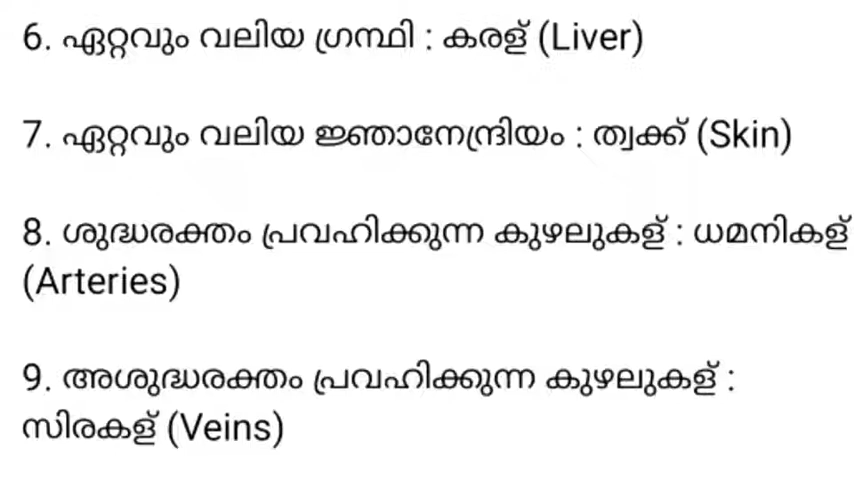 6. ഏറ്റവും വലിയ ഗ്രന്ഥി : കരള് (Liver)
7. ഏറ്റവും വലിയ ജ്ഞാനേന്ദ്രിയം : ത്വക്ക് (Skin)
8. ശുദ്ധരക്തം പ്രവഹിക്കുന്ന കുഴലുകള് : ധമനികള്
(Arteries)
9. അശുദ്ധരക്തം പ്രവഹിക്കുന്ന കുഴലുകള് :
സിരകള് (Veins)